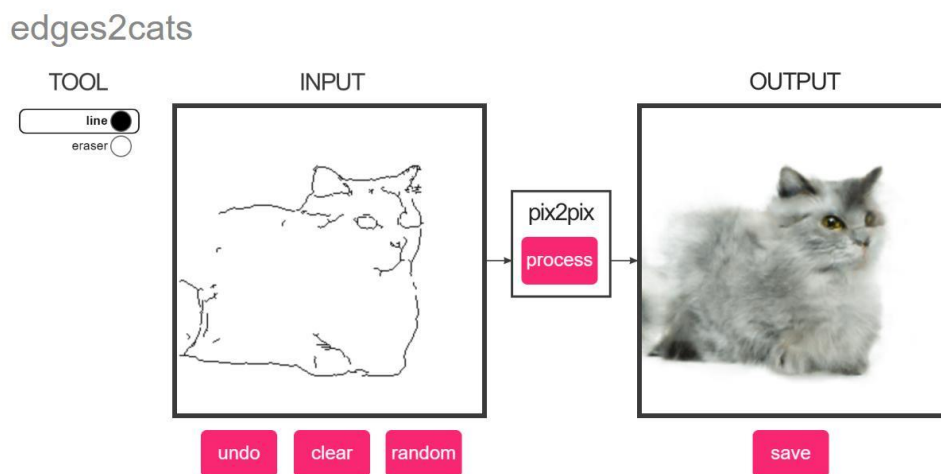 edges2cats
TOOL
line
eraser
INPUT
undo clear random
pix2pix
process
OUTPUT
save